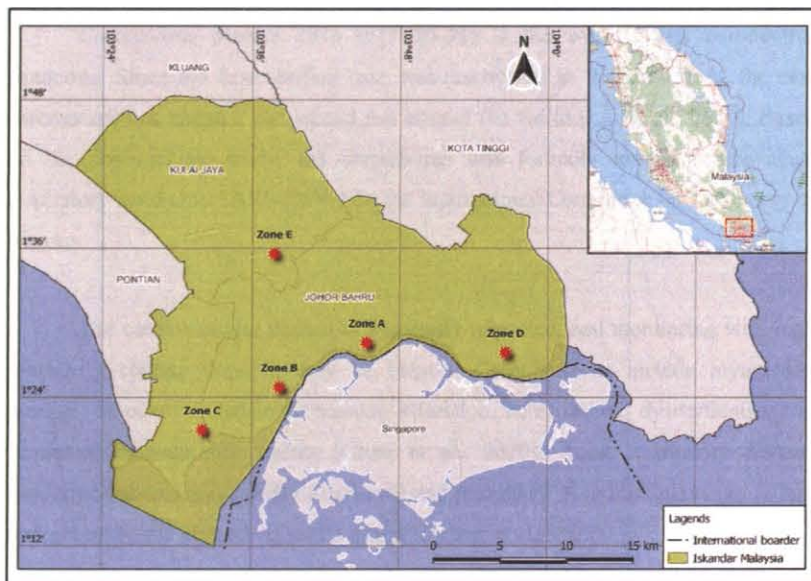 103°24'
103°36'
103°48'
104°0'
KLUANG
N
1°48'
KOTA TINGGI
KULAI JAYA
Malaysia
Zone E
1°36'
PONTIAN
JOHOR BAHRU
Zone A
Zone D
Zone B
1°24'
Zone C
Singapore
Lagends
International boarder
Iskandar Malaysia
1°12'
0 5 10 15 km